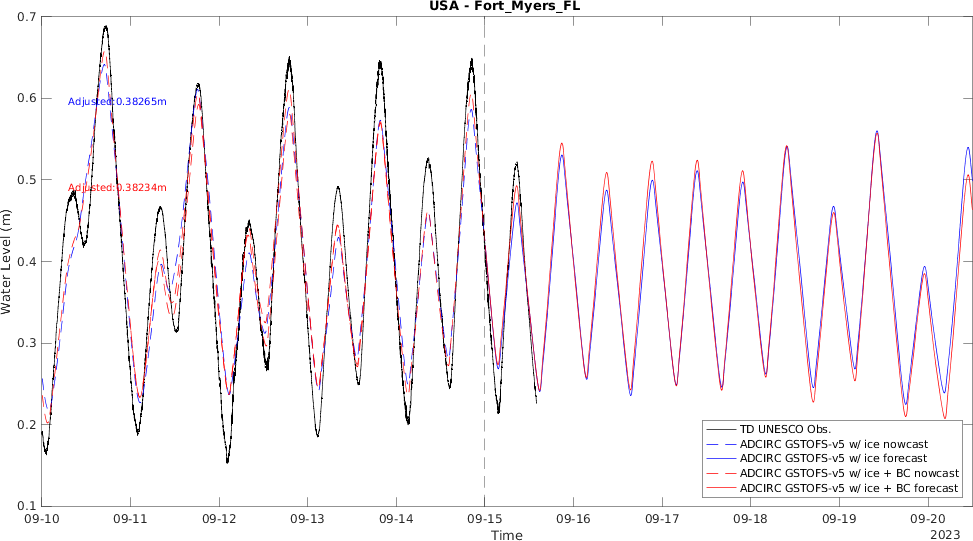 USA - Fort_Myers_FL
0.7
0.6
0.5
0.4
0.3
0.2
0.1
Water Level (m)
Adjusted:0.38265m
Adjusted:0.38234m
TD UNESCO Obs.
ADCIRC GSTOFS-v5 w/ ice nowcast
ADCIRC GSTOFS-v5 w/ ice forecast
ADCIRC GSTOFS-v5 w/ ice + BC nowcast
ADCIRC GSTOFS-v5 w/ ice + BC forecast
09-10 09-11 09-12 09-13 09-14 09-15 09-16 09-17 09-18 09-19 09-20
Time
2023